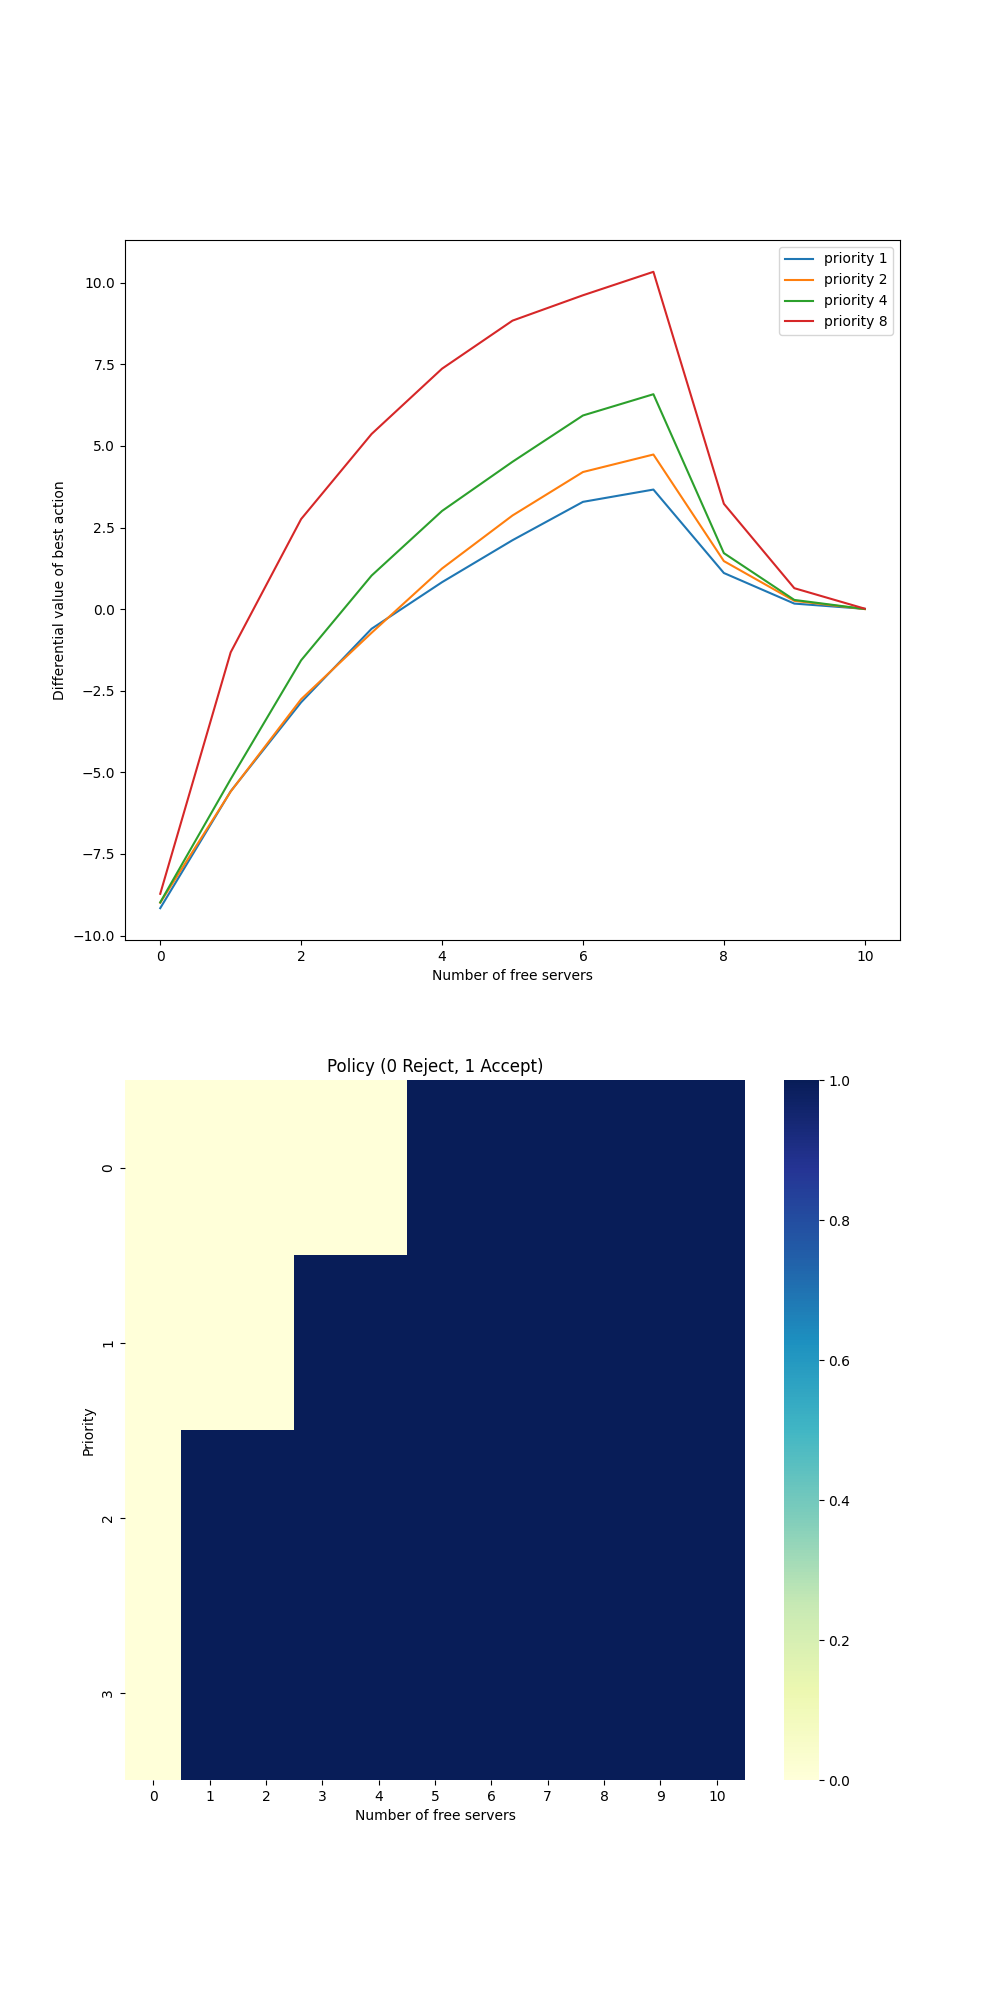 priority 1
priority 2
priority 4
priority 8
10.0
7.5
5.0
2.5
0.0
−2.5
−5.0
−7.5
−10.0
Differential value of best action
0 2 4 6 8 10
Number of free servers
Policy (0 Reject, 1 Accept)
0
1
2
3
Priority
0 1 2 3 4 5 6 7 8 9 10
Number of free servers
1.0
0.8
0.6
0.4
0.2
0.0